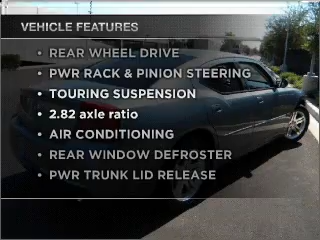 VEHICLE FEATURES
• REAR WHEEL DRIVE
• PWR RACK & PINION STEERING
• TOURING SUSPENSION
• 2.82 axle ratio
• AIR CONDITIONING
• REAR WINDOW DEFROSTER
• PWR TRUNK LID RELEASE